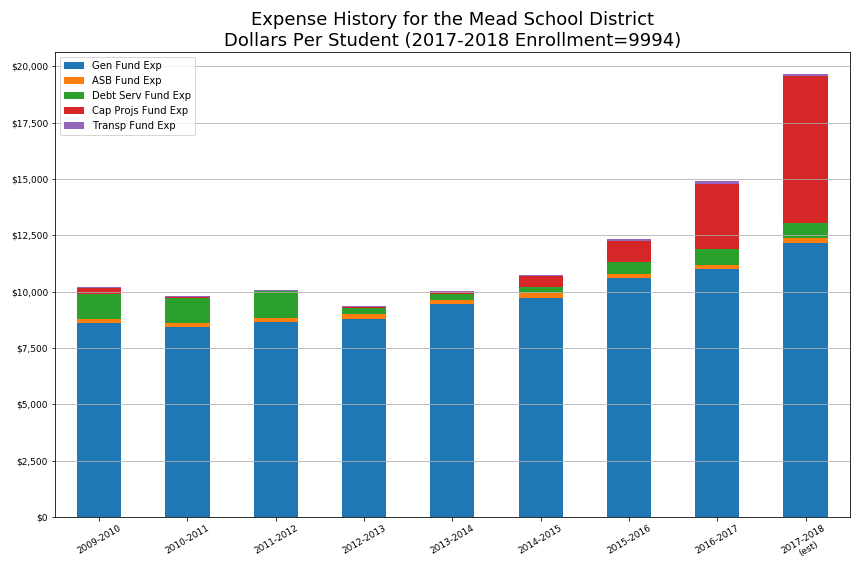 Expense History for the Mead School District
Dollars Per Student (2017-2018 Enrollment=9994)
$20,000
$17,500
$15,000
$12,500
$10,000
$7,500
$5,000
$2,500
$0
Gen Fund Exp
ASB Fund Exp
Debt Serv Fund Exp
Cap Projs Fund Exp
Transp Fund Exp
2009-2010
2010-2011
2011-2012
2012-2013
2013-2014
2014-2015
2015-2016
2016-2017
2017-2018
(est)